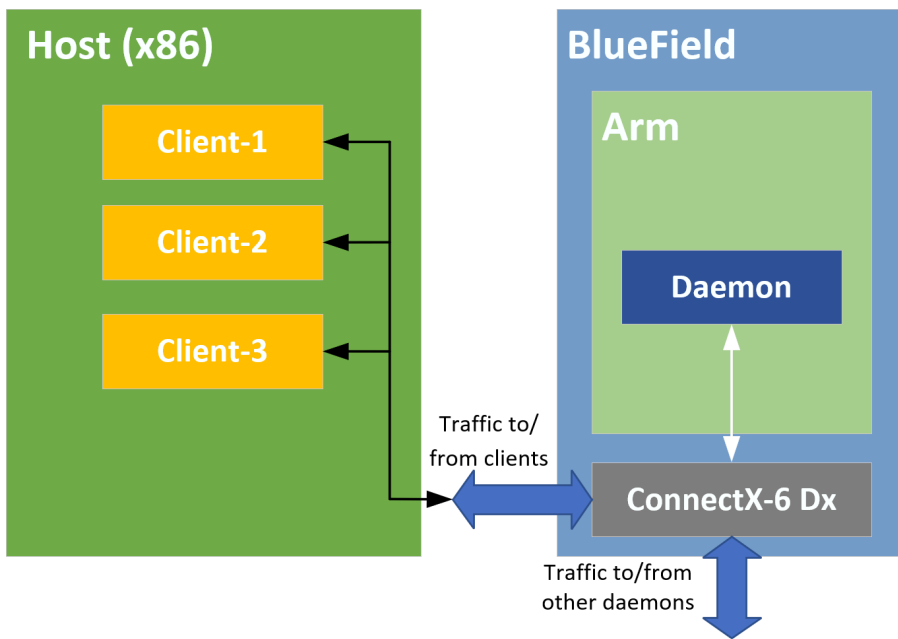 Host (x86)
Client-1
Client-2
Client-3
Traffic to/
from clients
BlueField
Arm
Daemon
ConnectX-6 Dx
Traffic to/from
other daemons